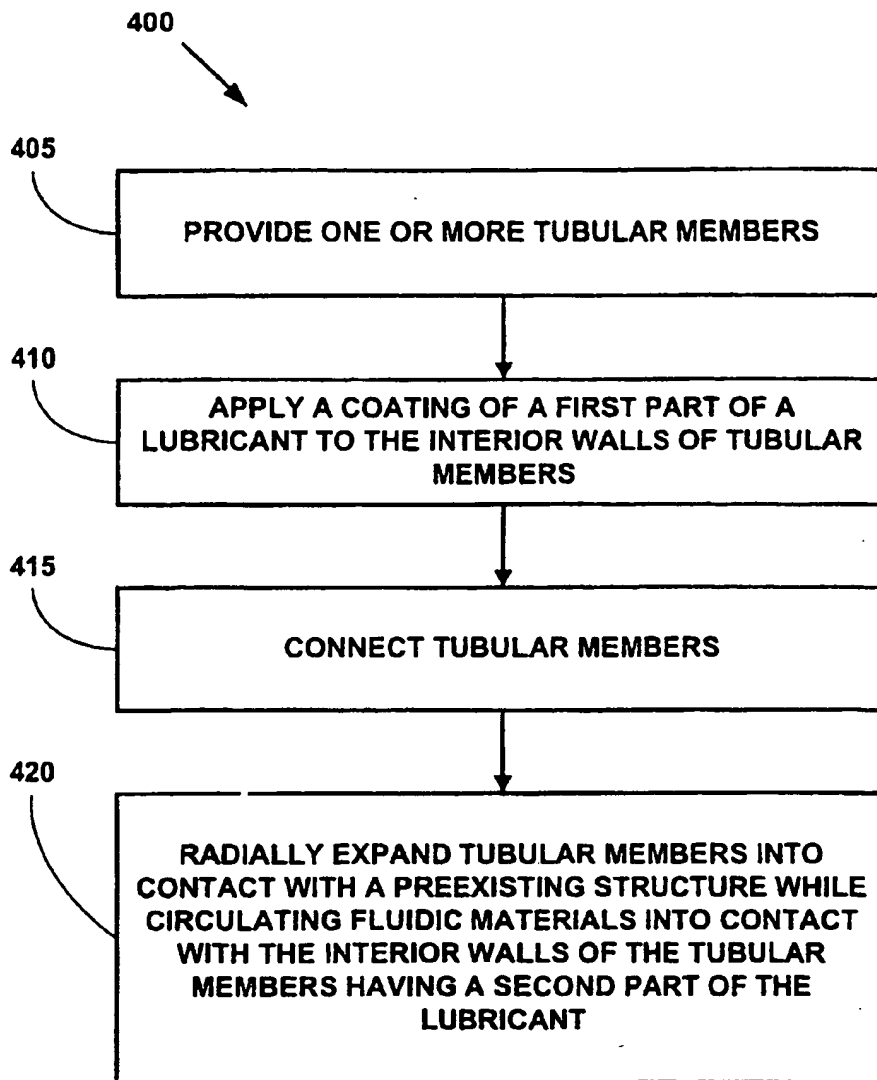 400
405
PROVIDE ONE OR MORE TUBULAR MEMBERS
410
APPLY A COATING OF A FIRST PART OF A
LUBRICANT TO THE INTERIOR WALLS OF TUBULAR
MEMBERS
415
CONNECT TUBULAR MEMBERS
420
RADIALLY EXPAND TUBULAR MEMBERS INTO
CONTACT WITH A PREEXISTING STRUCTURE WHILE
CIRCULATING FLUIDIC MATERIALS INTO CONTACT
WITH THE INTERIOR WALLS OF THE TUBULAR
MEMBERS HAVING A SECOND PART OF THE
LUBRICANT